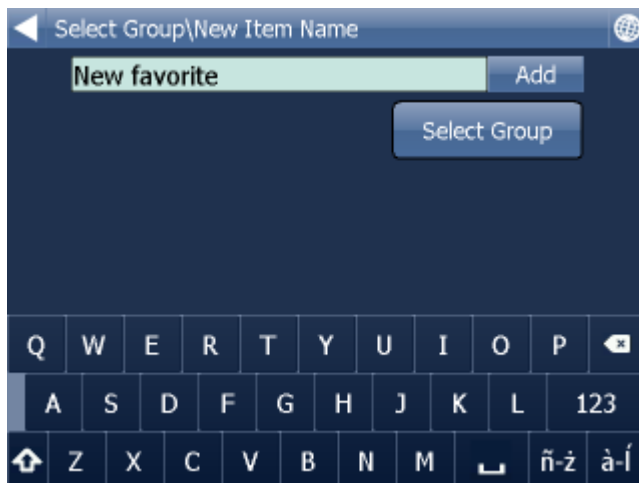 Select Group\New Item Name
New favorite Add
Select Group
Q W E R T Y U I O P
A S D F G H J K L 123
Z X C V B N M ñ-ż à-Í